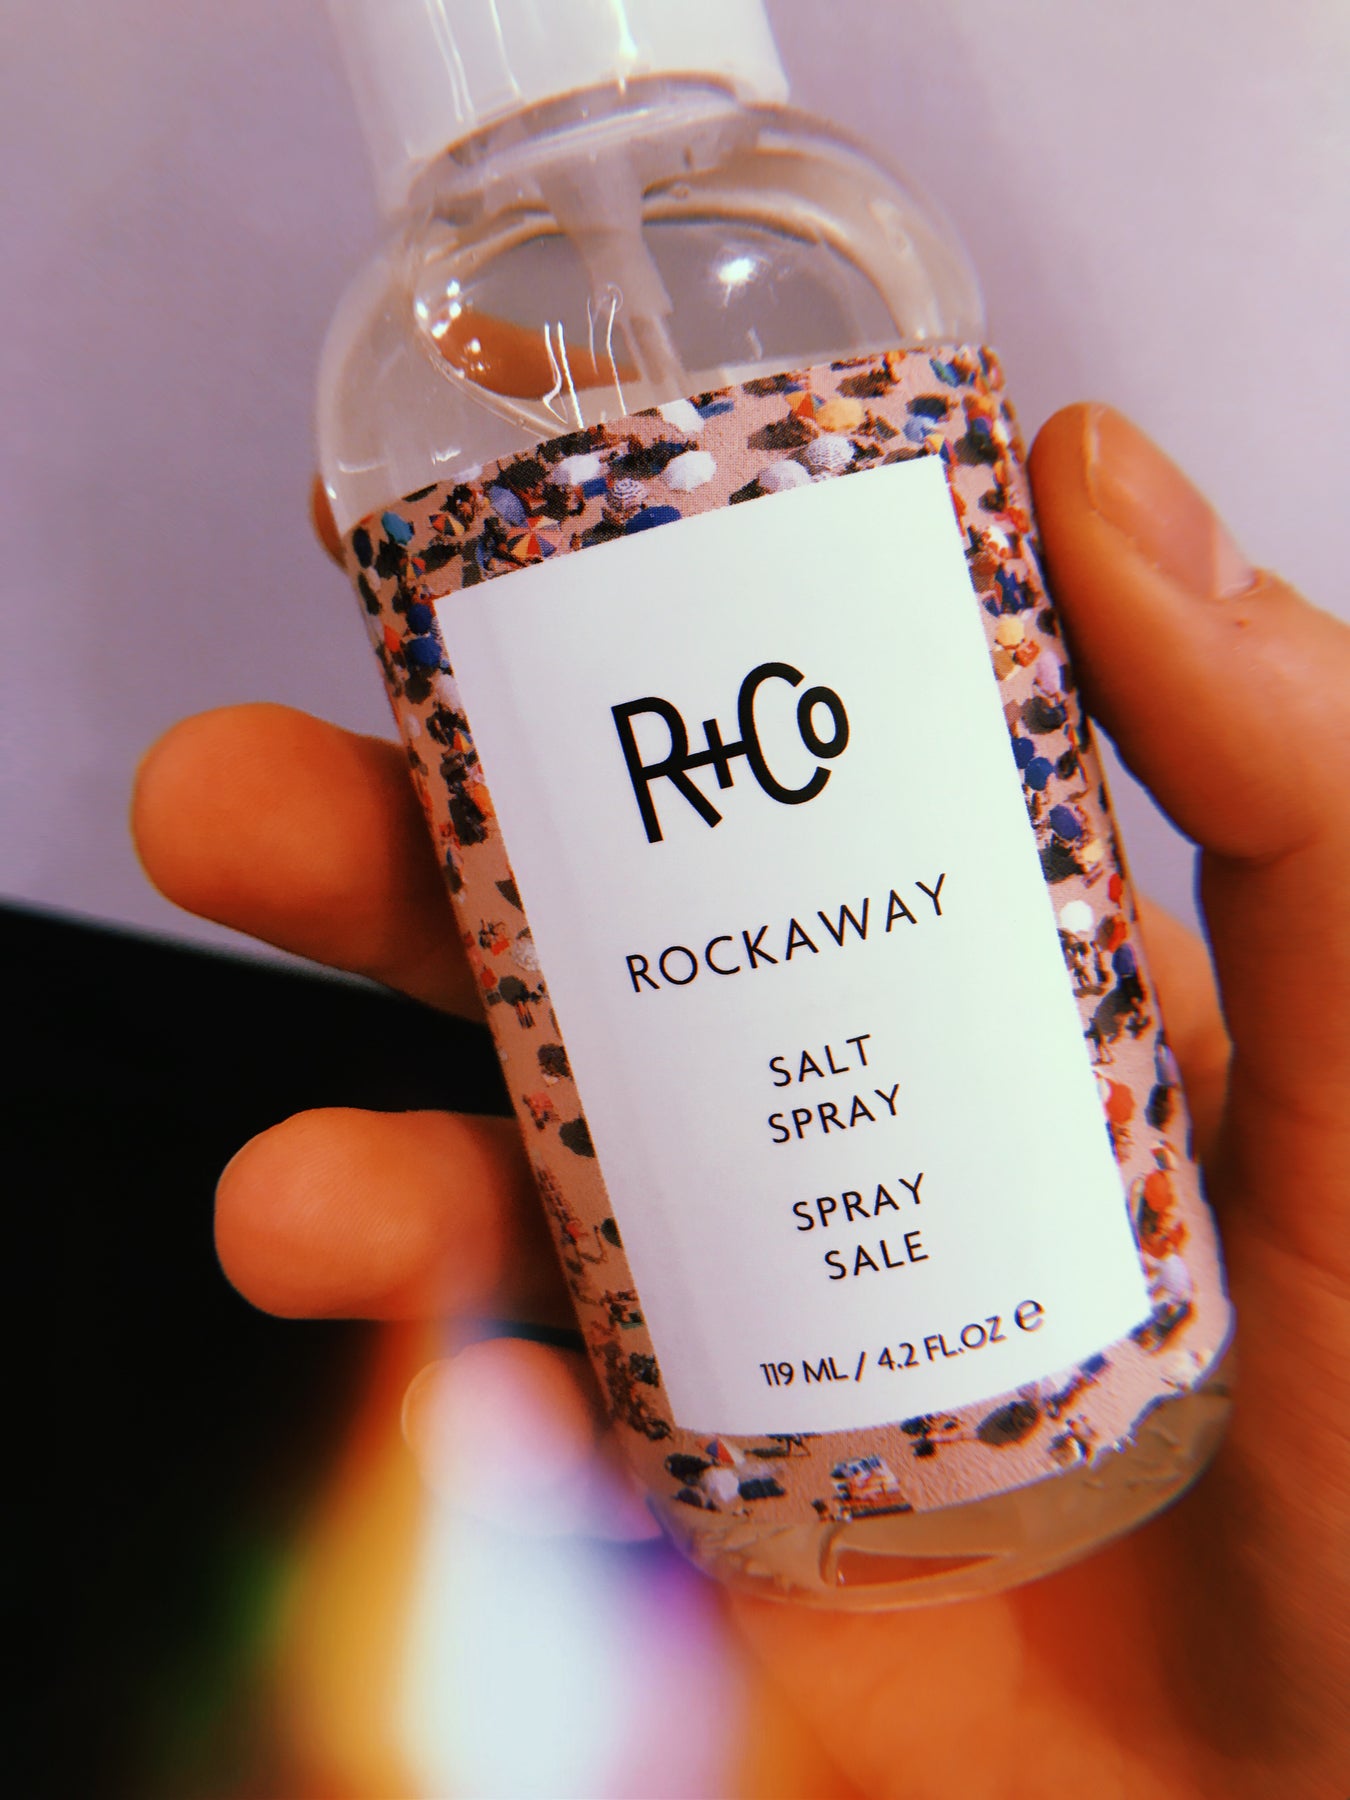 R+Co
ROCKAWAY
SALT
SPRAY
SPRAY
SALE
119 ML / 4.2 FL.OZ ℮